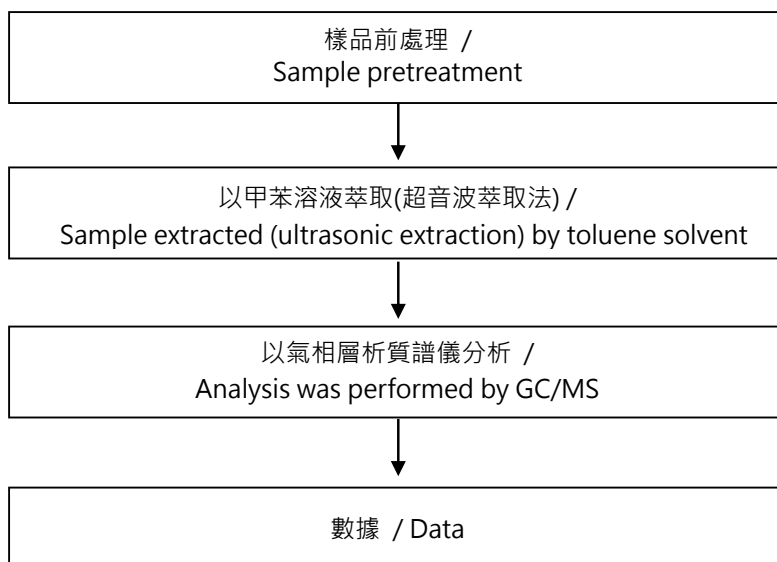 樣品前處理 /
Sample pretreatment
以甲苯溶液萃取(超音波萃取法) /
Sample extracted (ultrasonic extraction) by toluene solvent
以氣相層析質譜儀分析 /
Analysis was performed by GC/MS
數據 / Data